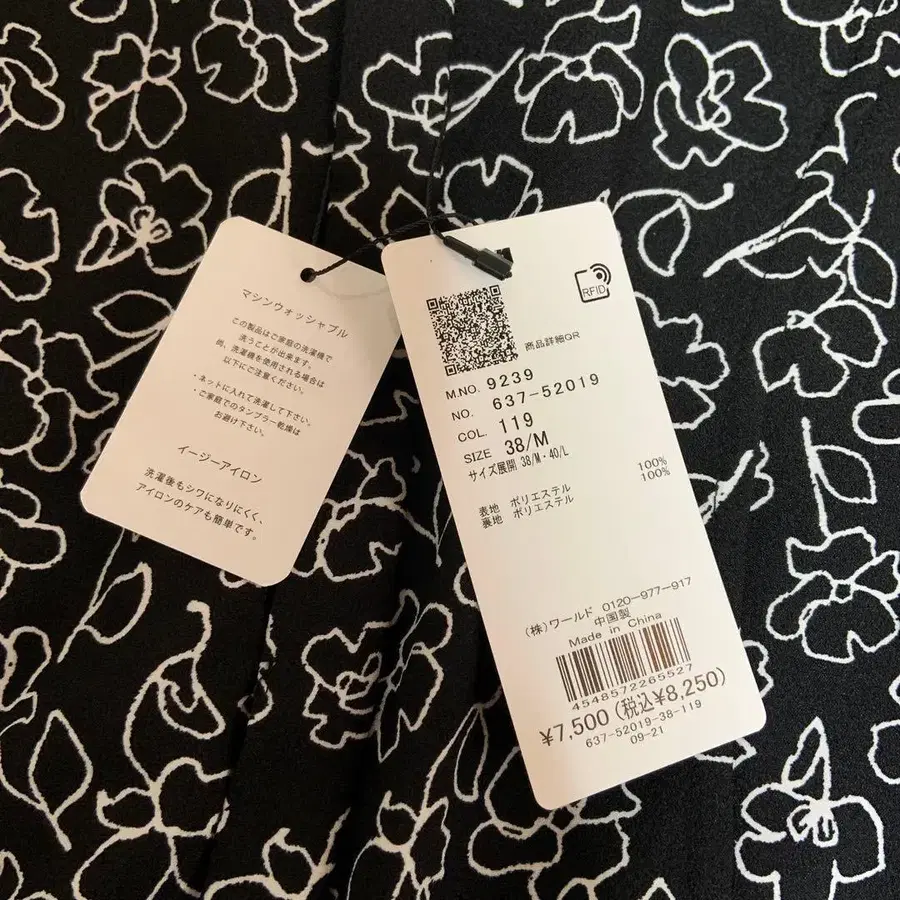 マシンウォッシャブル
この製品はご家庭の洗濯機で
洗うことが出来ます。
尚、洗濯機を使用される場合は
以下にご注意ください。
・ネットに入れて洗濯して下さい。
・ご家庭でのタンブラー乾燥は
お避け下さい。
イージーアイロン
洗濯後もシワになりにくく、
アイロンのケアも簡単です。
RFID
商品詳細QR
M.NO. 9239
NO. 637-52019
COL. 119
SIZE 38/M
サイズ展開 38/M・40/L
表地 ポリエステル 100%
裏地 ポリエステル 100%
(株)ワールド 0120-977-917
中国製
Made in China
4548572265527
¥7,500(税込¥8,250)
637-52019-38-119
09-21